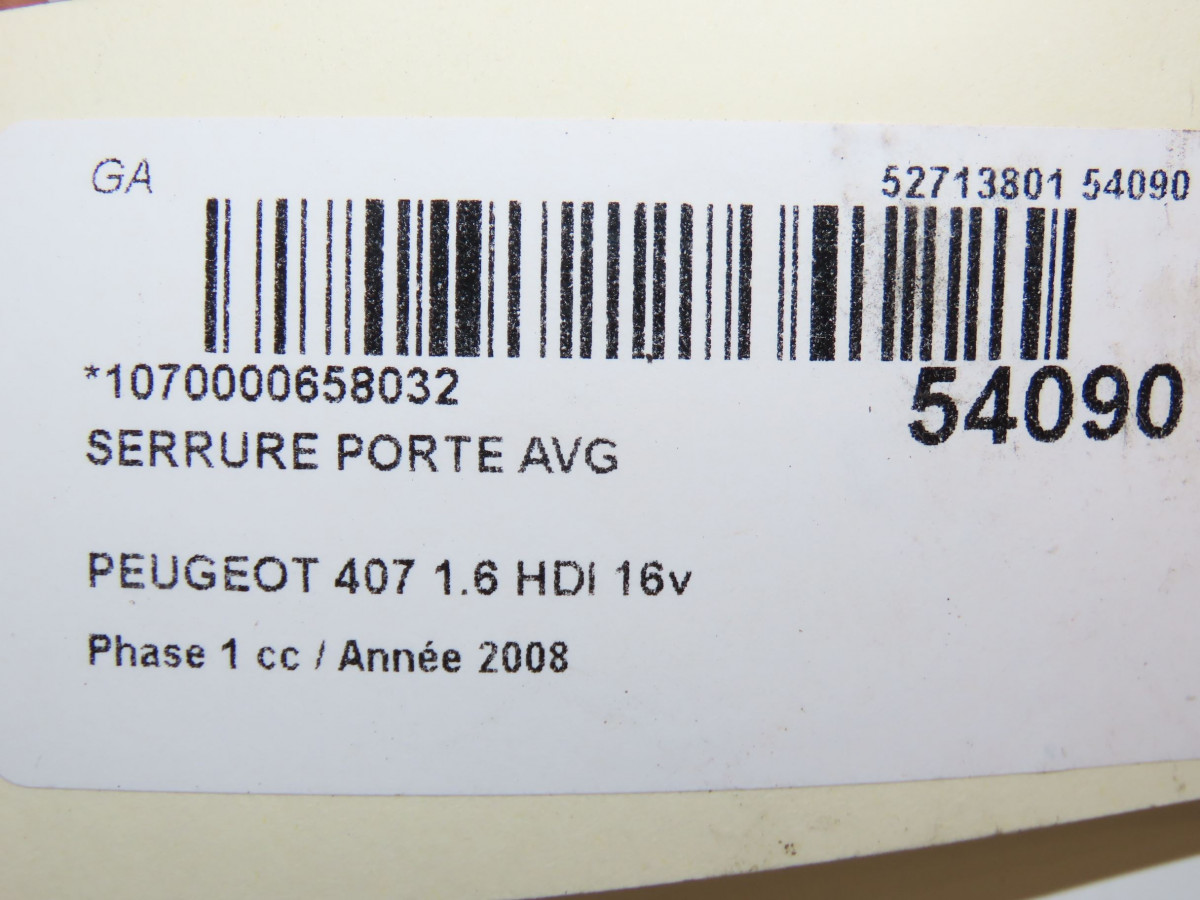 GA
52713801 54090
*1070000658032
54090
SERRURE PORTE AVG
PEUGEOT 407 1.6 HDI 16v
Phase 1 cc / Année 2008